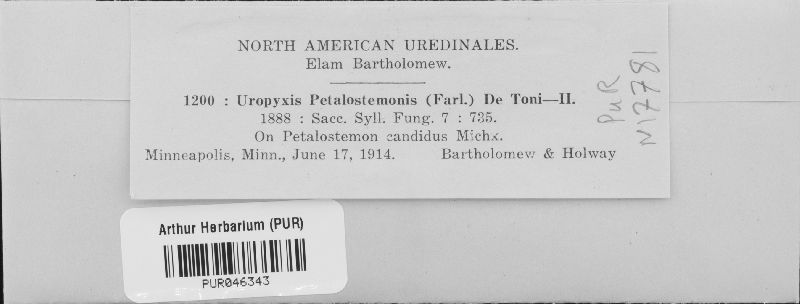 NORTH AMERICAN UREDINALES.
Elam Bartholomew.
1200 : Uropyxis Petalostemonis (Farl.) De Toni—II.
1888 : Sacc. Syll. Fung. 7 : 735.
On Petalostemon candidus Michx.
Minneapolis, Minn., June 17, 1914. Bartholomew & Holway
PUR
N17781
Arthur Herbarium (PUR)
PUR046343